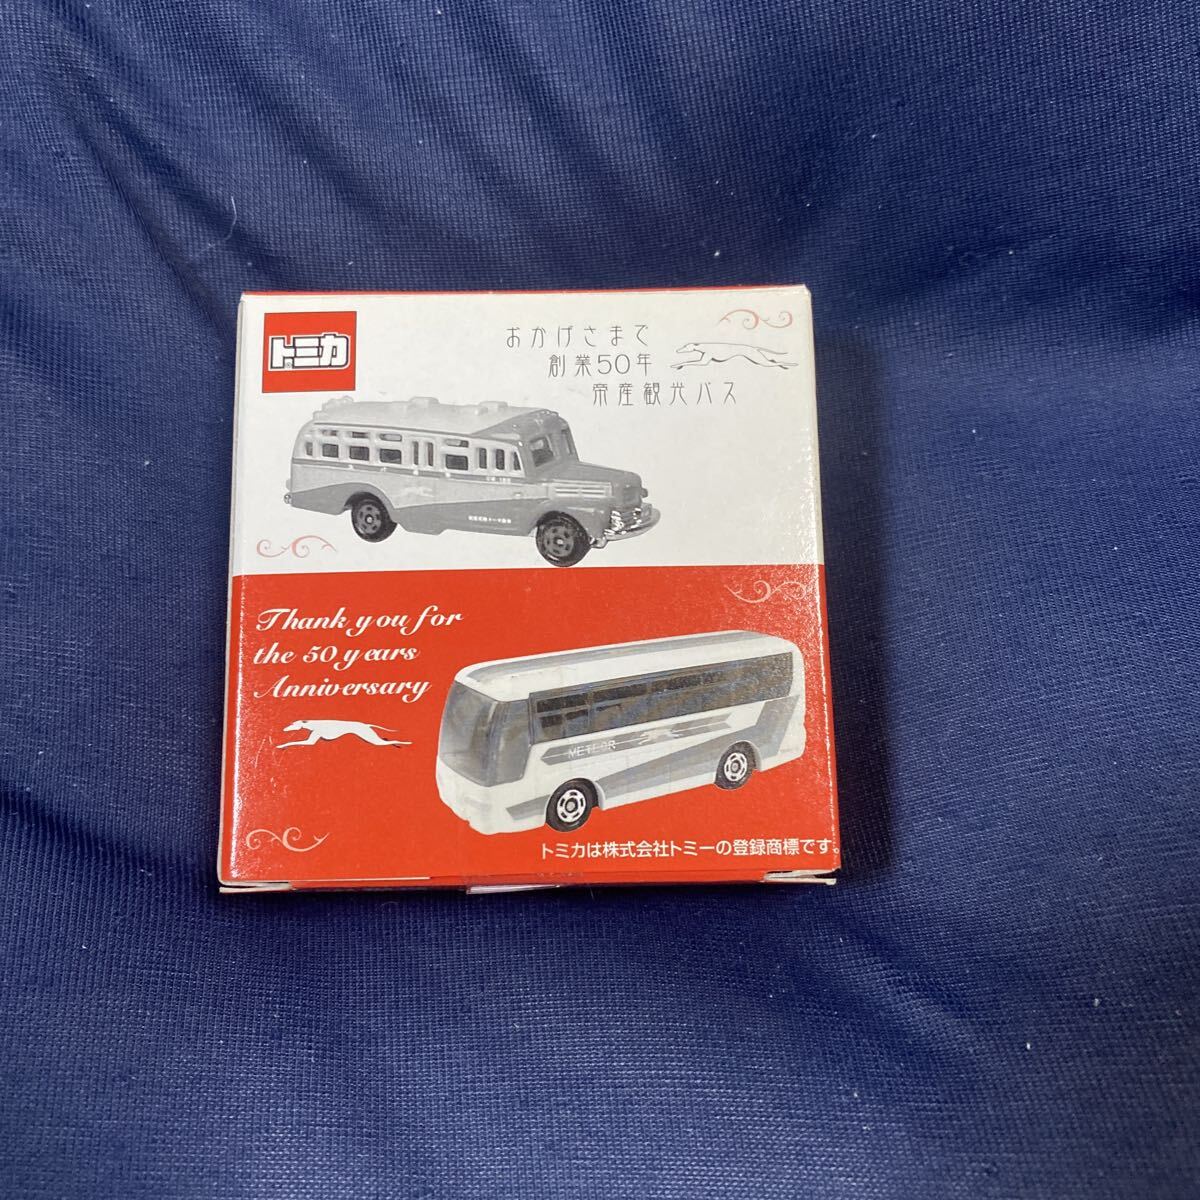 トミカ
おかげさまで
創業50年
帝産観光バス
Thank you for
the 50 years
Anniversary
METEOR
トミカは株式会社トミーの登録商標です。